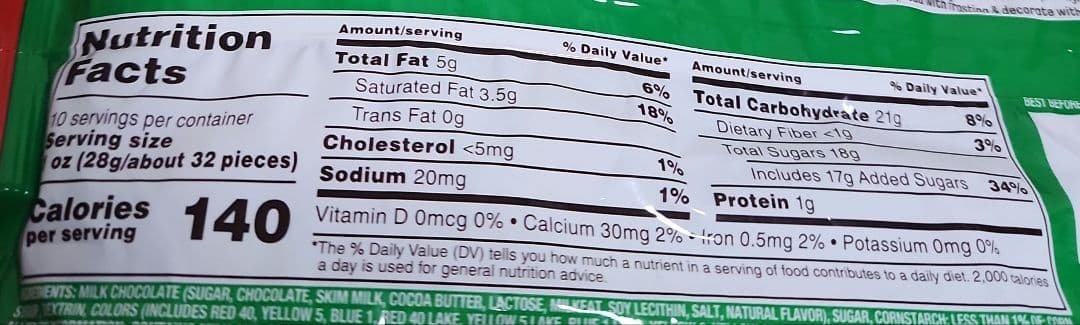 with frosting & decorate with
Nutrition
Facts
10 servings per container
Serving size
oz (28g/about 32 pieces)
Calories
per serving
140
Amount/serving
% Daily Value*
Total Fat 5g
6%
Saturated Fat 3.5g
18%
Trans Fat 0g
Cholesterol <5mg
1%
Sodium 20mg
1%
Amount/serving
% Daily Value*
Total Carbohydrate 21g
8%
Dietary Fiber <1g
3%
Total Sugars 18g
Includes 17g Added Sugars
34%
Protein 1g
Vitamin D 0mcg 0% • Calcium 30mg 2% • Iron 0.5mg 2% • Potassium 0mg 0%
*The % Daily Value (DV) tells you how much a nutrient in a serving of food contributes to a daily diet. 2,000 calories
a day is used for general nutrition advice.
BEST BEFORE
MILK CHOCOLATE (SUGAR, CHOCOLATE, SKIM MILK, COCOA BUTTER, LACTOSE, MILKFAT, SOY LECITHIN, SALT, NATURAL FLAVOR), SUGAR, CORNSTARCH; LESS THAN 1% OF: CORN
COLORS (INCLUDES RED 40, YELLOW 5, BLUE 1, RED 40 LAKE, YELLOW 5 LAKE,